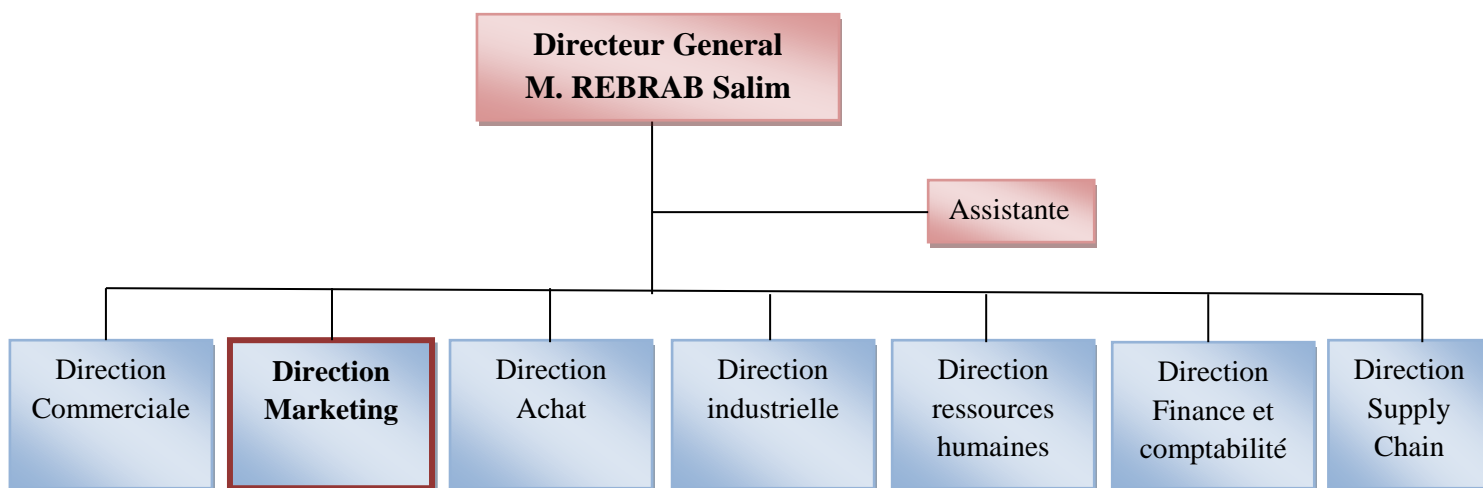 Directeur General
M. REBRAB Salim
Assistante
Direction
Commerciale
Direction
Marketing
Direction
Achat
Direction
industrielle
Direction
ressources
humaines
Direction
Finance et
comptabilité
Direction
Supply
Chain